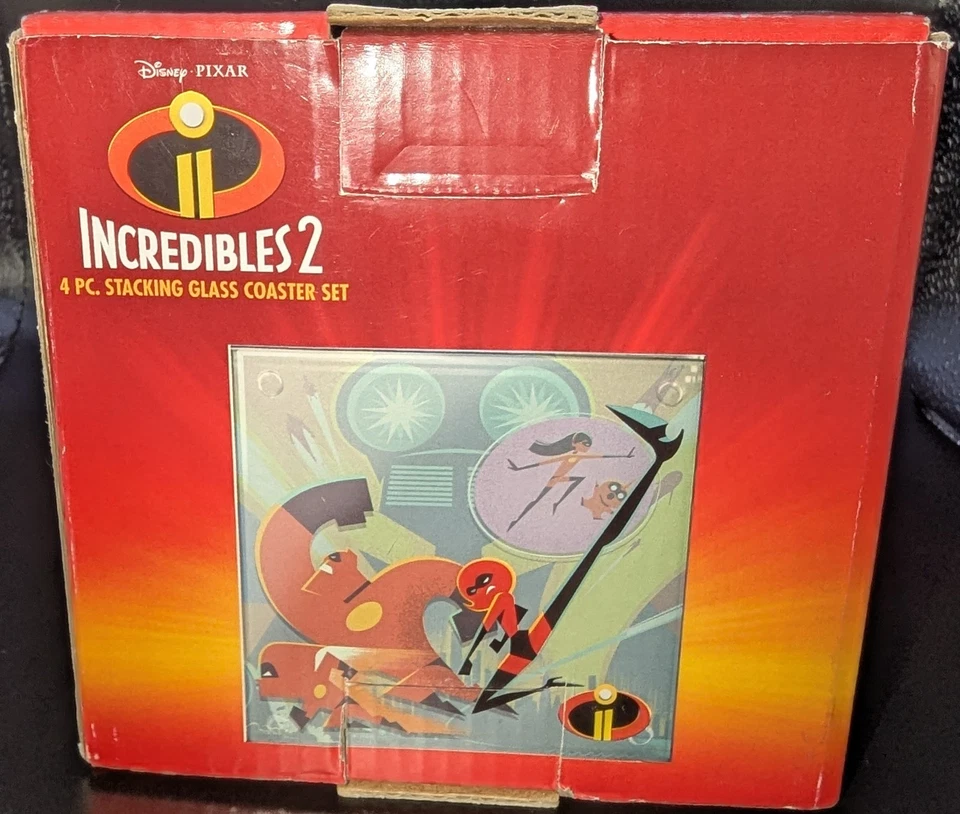 Disney · PIXAR
INCREDIBLES 2
4 PC. STACKING GLASS COASTER SET